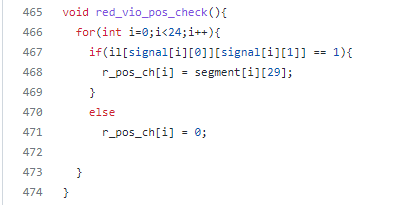 465 void red_vio_pos_check(){
466 for(int i=0;i<24;i++){
467 if(il[signal[i][0]][signal[i][1]] == 1){
468 r_pos_ch[i] = segment[i][29];
469 }
470 else
471 r_pos_ch[i] = 0;
472
473 }
474 }